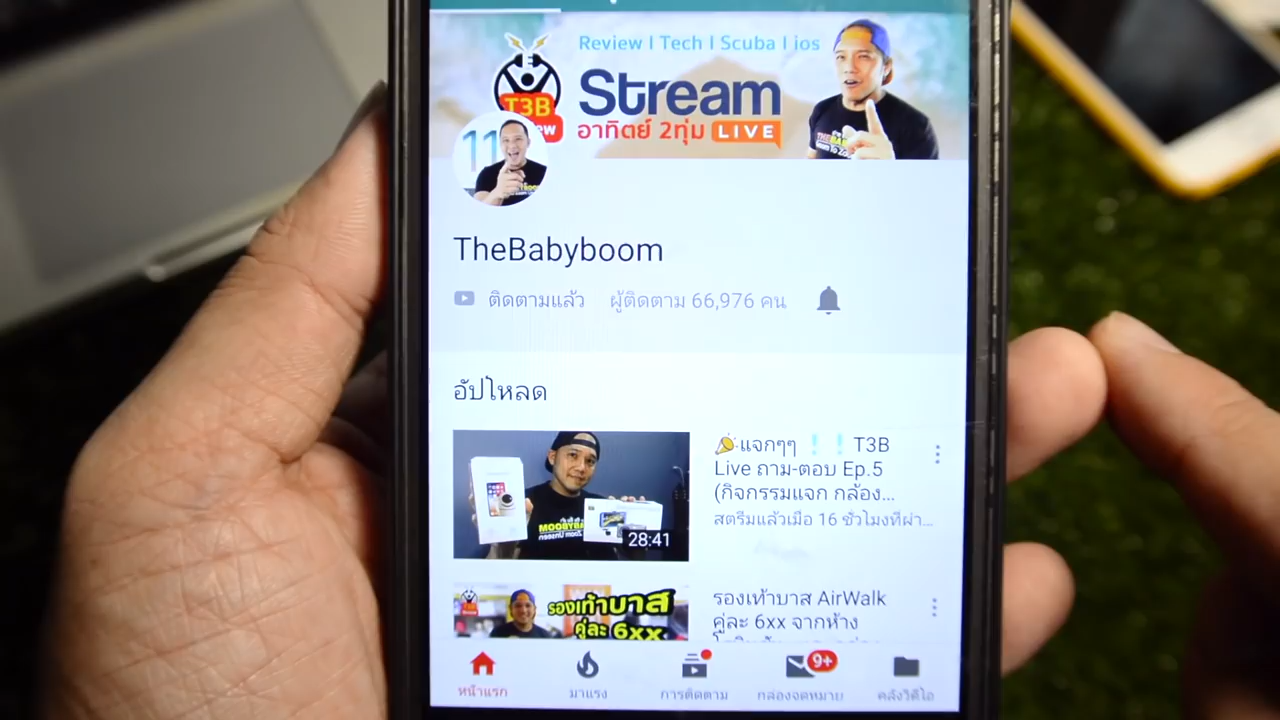 Review | Tech | Scuba | ios
T3B
Stream
อาทิตย์ 2ทุ่ม LIVE
11
TheBabyboom
ติดตามแล้ว ผู้ติดตาม 66,976 คน
อัปโหลด
แจกๆๆ ❕❕ T3B
Live ถาม-ตอบ Ep.5
(กิจกรรมแจก กล้อง...
สตรีมแล้วเมื่อ 16 ชั่วโมงที่ผ่า...
28:41
รองเท้าบาส
คู่ละ 6xx
รองเท้าบาส AirWalk
คู่ละ 6xx จากห้าง
9+
หน้าแรก มาแรง การติดตาม กล่องจดหมาย คลังวิดีโอ